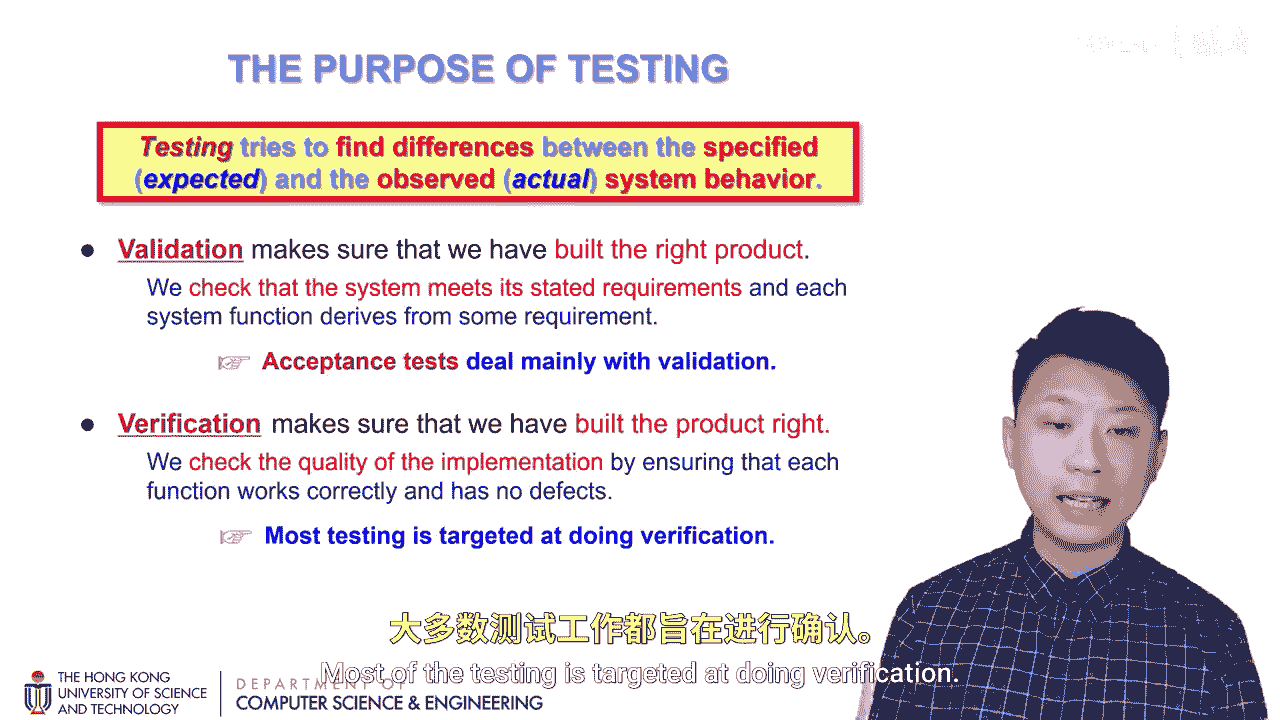 THE PURPOSE OF TESTING
Testing tries to find differences between the specified
(expected) and the observed (actual) system behavior.
● Validation makes sure that we have built the right product.
We check that the system meets its stated requirements and each
system function derives from some requirement.
☞ Acceptance tests deal mainly with validation.
● Verification makes sure that we have built the product right.
We check the quality of the implementation by ensuring that each
function works correctly and has no defects.
☞ Most testing is targeted at doing verification.
大多数测试工作都旨在进行确认。
Most of the testing is targeted at doing verification.
THE HONG KONG
UNIVERSITY OF SCIENCE
AND TECHNOLOGY
DEPARTMENT OF
COMPUTER SCIENCE & ENGINEERING